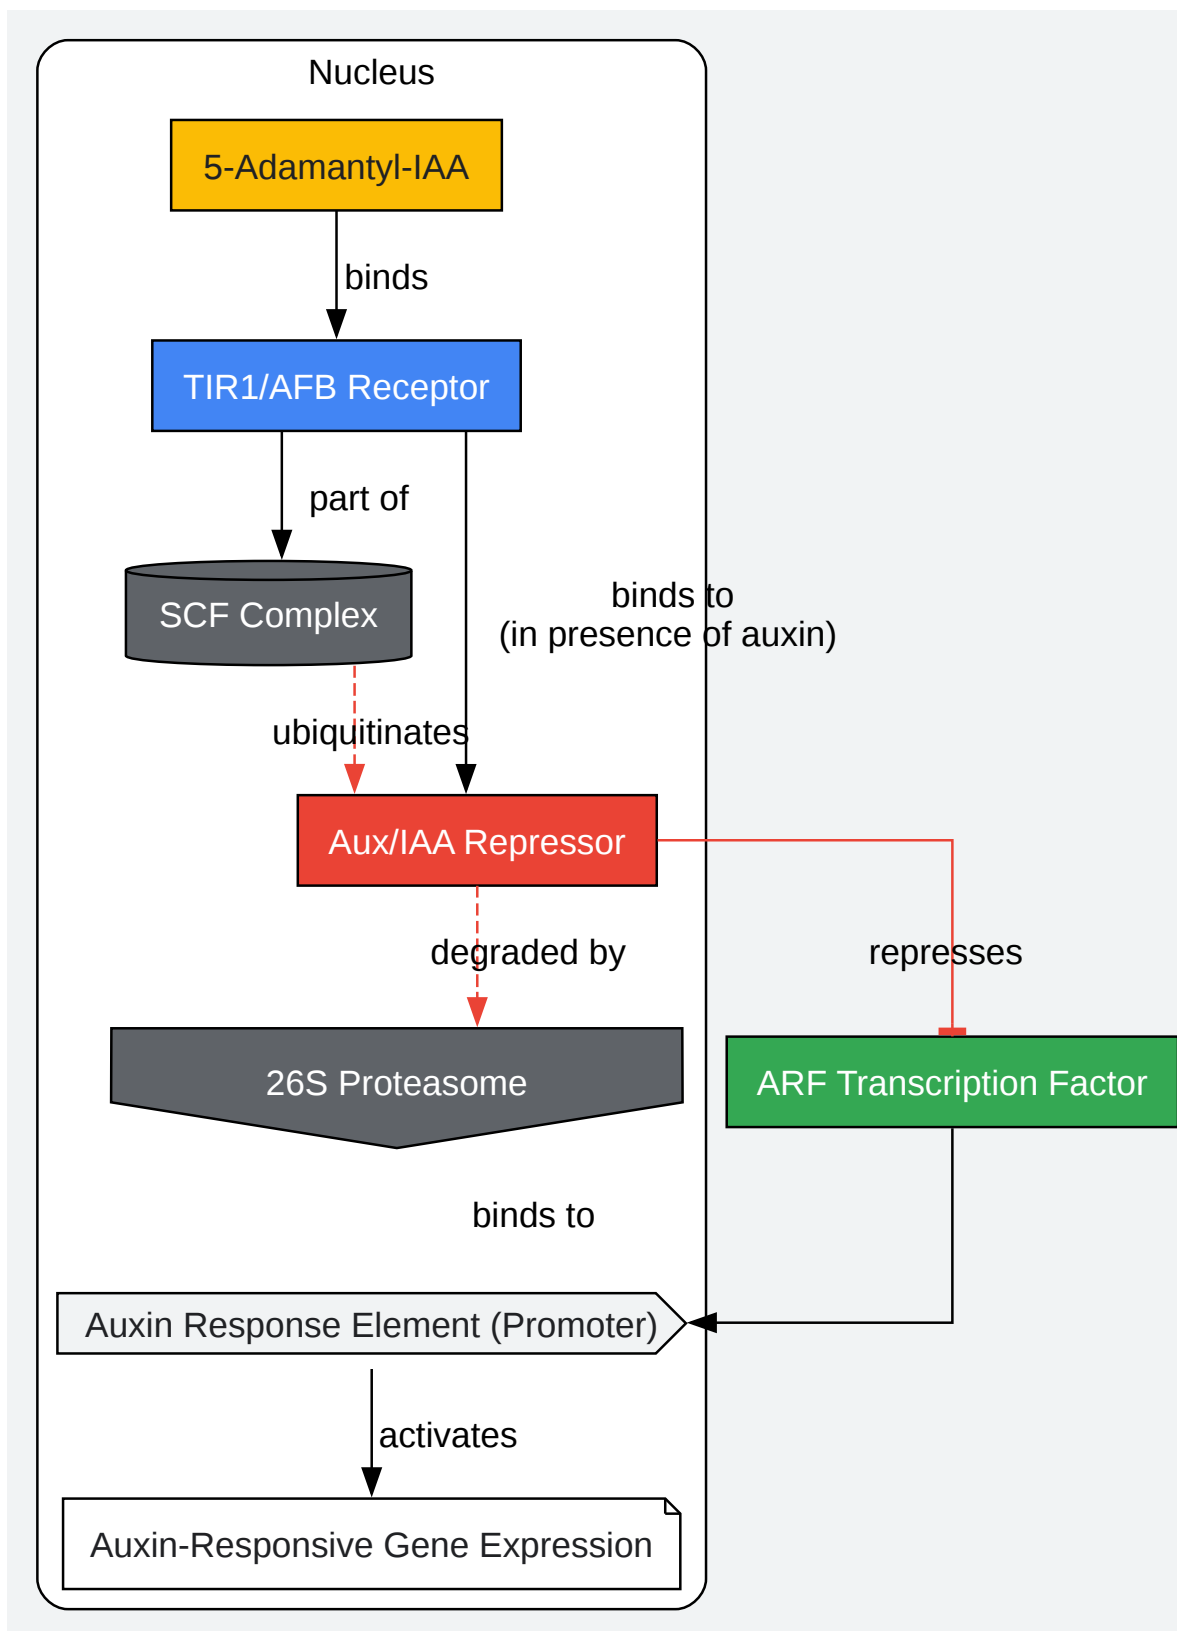 Nucleus
5-Adamantyl-IAA
binds
TIR1/AFB Receptor
part of
SCF Complex
binds to
(in presence of auxin)
ubiquitinates
Aux/IAA Repressor
degraded by
represses
26S Proteasome
ARF Transcription Factor
binds to
Auxin Response Element (Promoter)
activates
Auxin-Responsive Gene Expression